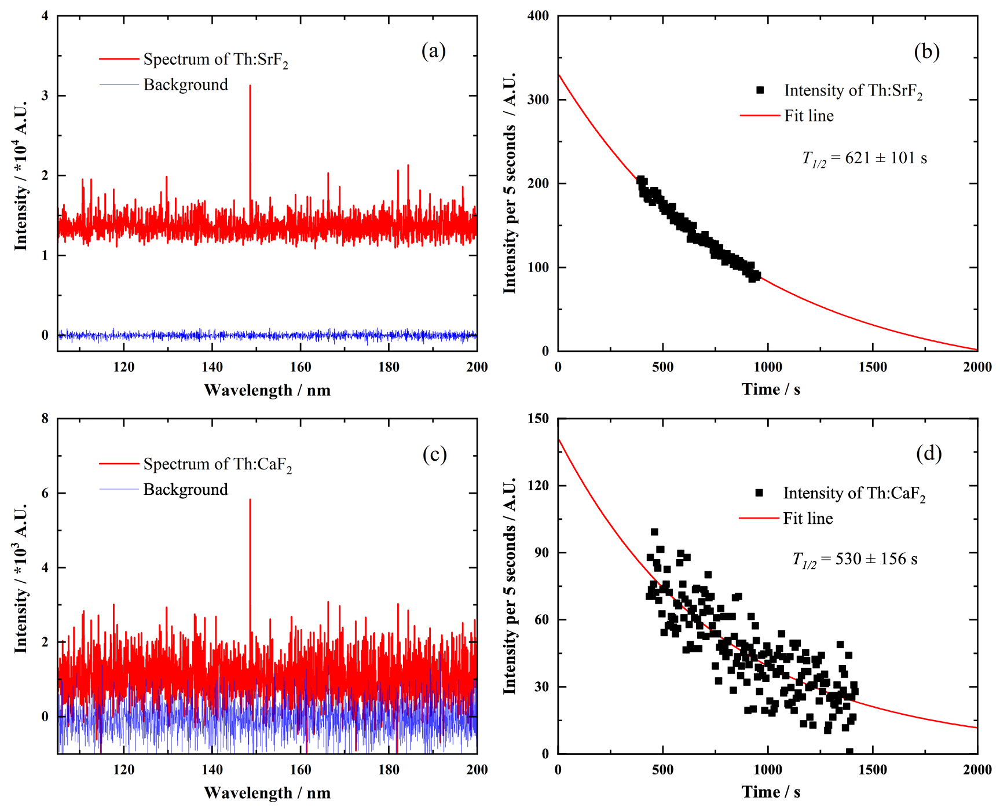 (a)
Spectrum of Th:SrF2
Background
Intensity / *10^4 A.U.
4
3
2
1
0
120 140 160 180 200
Wavelength / nm
(b)
Intensity of Th:SrF2
Fit line
T1/2 = 621 ± 101 s
Intensity per 5 seconds / A.U.
400
300
200
100
0
0 500 1000 1500 2000
Time / s
(c)
Spectrum of Th:CaF2
Background
Intensity / *10^3 A.U.
8
6
4
2
0
120 140 160 180 200
Wavelength / nm
(d)
Intensity of Th:CaF2
Fit line
T1/2 = 530 ± 156 s
Intensity per 5 seconds / A.U.
150
120
90
60
30
0
0 500 1000 1500 2000
Time / s